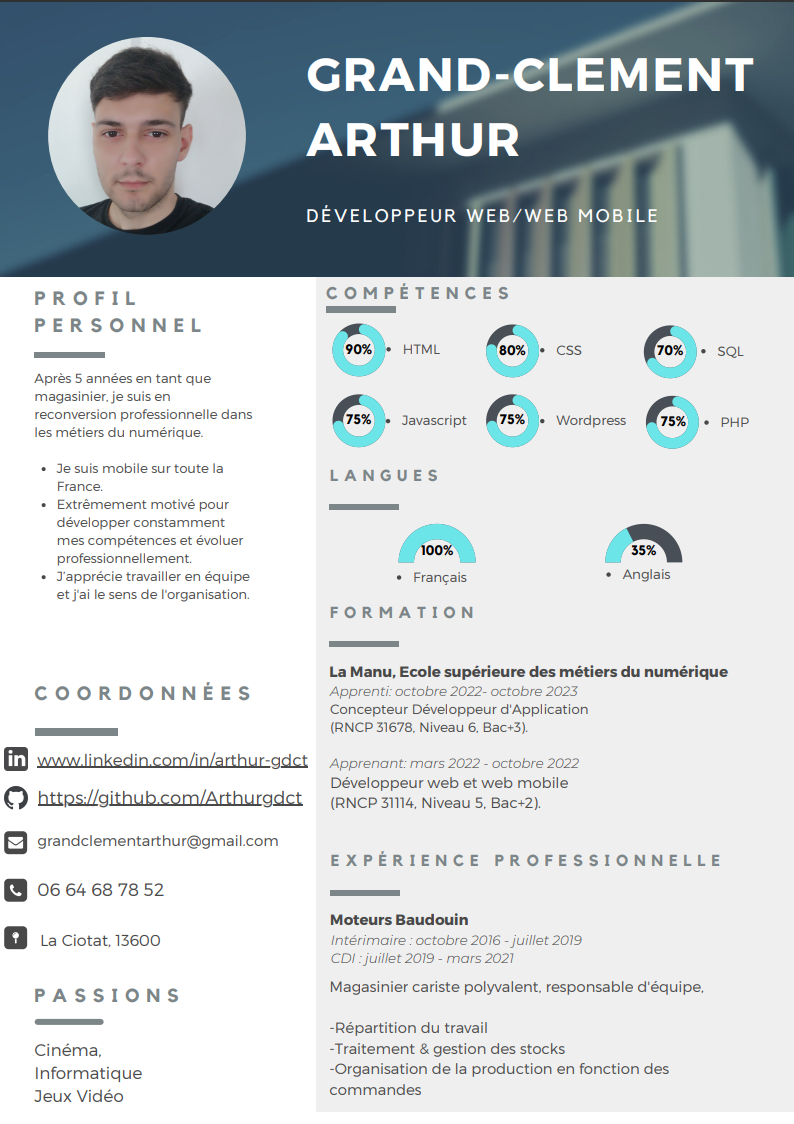 GRAND-CLEMENT
ARTHUR
DÉVELOPPEUR WEB/WEB MOBILE
PROFIL
PERSONNEL
Après 5 années en tant que
magasinier, je suis en
reconversion professionnelle dans
les métiers du numérique.
• Je suis mobile sur toute la
France.
• Extrêmement motivé pour
développer constamment
mes compétences et évoluer
professionnellement.
• J'apprécie travailler en équipe
et j'ai le sens de l'organisation.
COORDONNÉES
www.linkedin.com/in/arthur-gdct
https://github.com/Arthurgdct
grandclementarthur@gmail.com
06 64 68 78 52
La Ciotat, 13600
PASSIONS
Cinéma,
Informatique
Jeux Vidéo
COMPÉTENCES
90% • HTML
80% • CSS
70% • SQL
75% • Javascript
75% • Wordpress
75% • PHP
LANGUES
100%
• Français
35%
• Anglais
FORMATION
La Manu, Ecole supérieure des métiers du numérique
Apprenti: octobre 2022- octobre 2023
Concepteur Développeur d'Application
(RNCP 31678, Niveau 6, Bac+3).
Apprenant: mars 2022 - octobre 2022
Développeur web et web mobile
(RNCP 31114, Niveau 5, Bac+2).
EXPÉRIENCE PROFESSIONNELLE
Moteurs Baudouin
Intérimaire : octobre 2016 - juillet 2019
CDI : juillet 2019 - mars 2021
Magasinier cariste polyvalent, responsable d'équipe,
-Répartition du travail
-Traitement & gestion des stocks
-Organisation de la production en fonction des
commandes